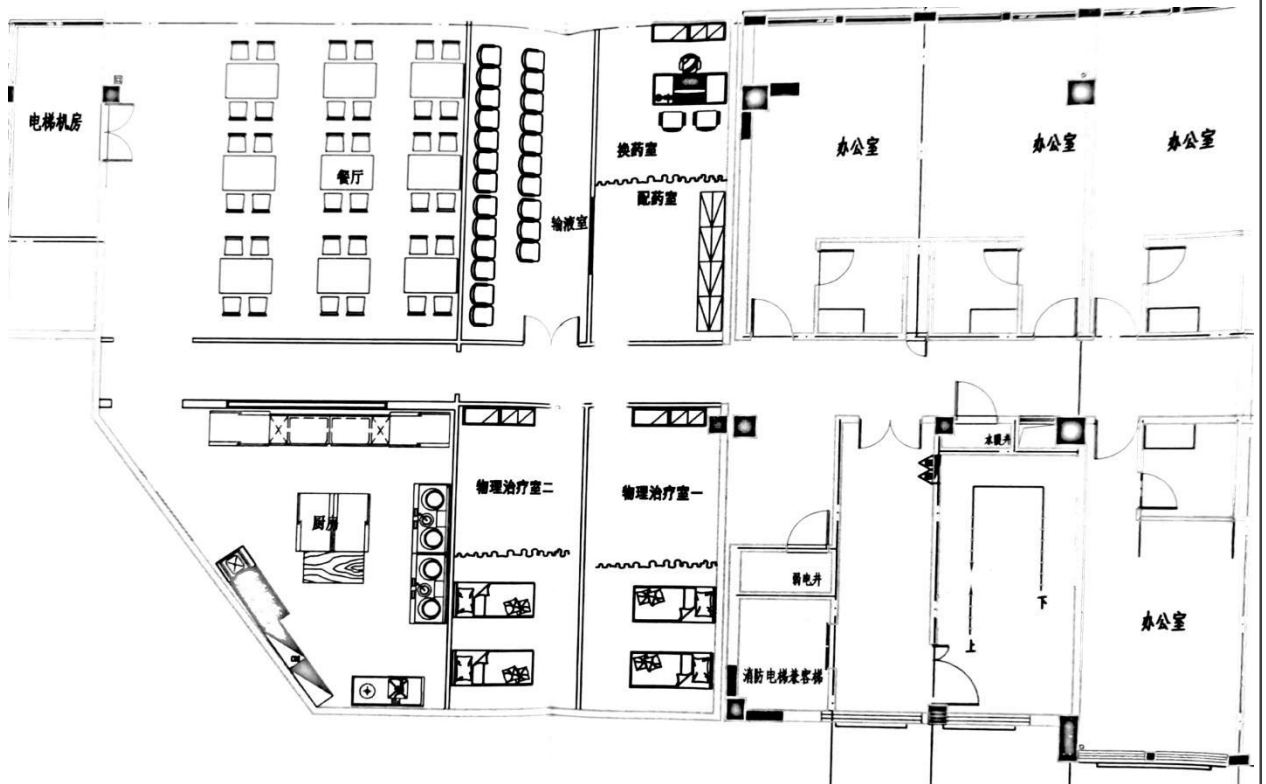 电梯机房
餐厅
输液室
换药室
配药室
办公室
办公室
办公室
水暖井
物理治疗室二
物理治疗室一
厨房
弱电井
下
上
办公室
消防电梯兼客梯